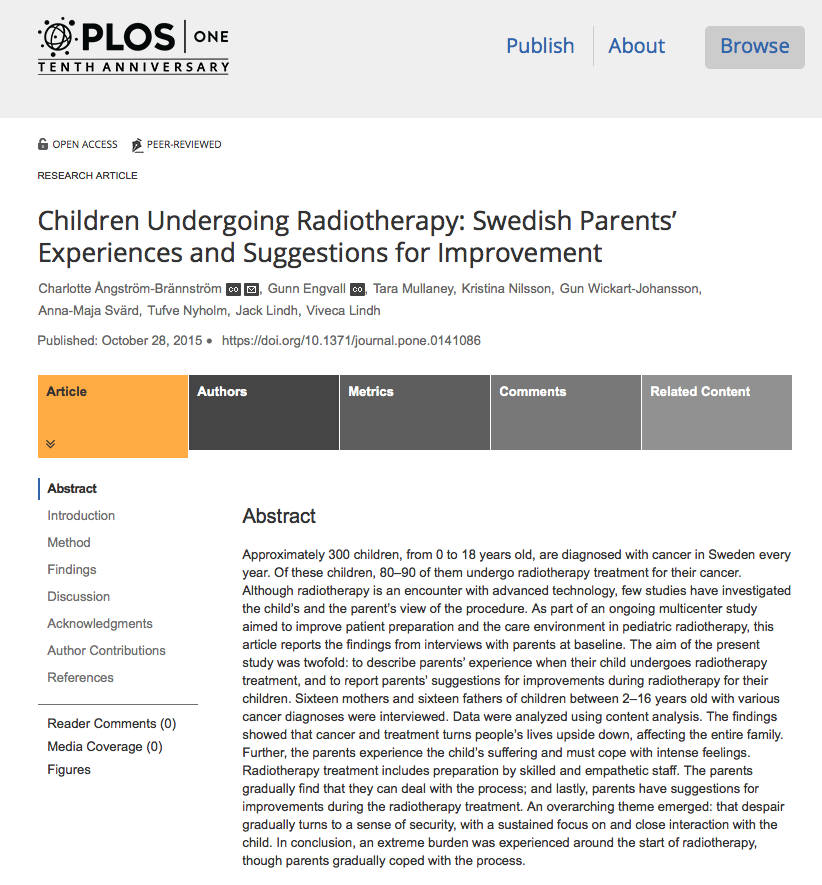 PLOS ONE
TENTH ANNIVERSARY
Publish
About
Browse
OPEN ACCESS
PEER-REVIEWED
RESEARCH ARTICLE
Children Undergoing Radiotherapy: Swedish Parents’
Experiences and Suggestions for Improvement
Charlotte Ångström-Brännström , Gunn Engvall , Tara Mullaney, Kristina Nilsson, Gun Wickart-Johansson,
Anna-Maja Svärd, Tufve Nyholm, Jack Lindh, Viveca Lindh
Published: October 28, 2015 • https://doi.org/10.1371/journal.pone.0141086
Article
Authors
Metrics
Comments
Related Content
Abstract
Introduction
Method
Findings
Discussion
Acknowledgments
Author Contributions
References
Reader Comments (0)
Media Coverage (0)
Figures
Abstract
Approximately 300 children, from 0 to 18 years old, are diagnosed with cancer in Sweden every
year. Of these children, 80–90 of them undergo radiotherapy treatment for their cancer.
Although radiotherapy is an encounter with advanced technology, few studies have investigated
the child’s and the parent’s view of the procedure. As part of an ongoing multicenter study
aimed to improve patient preparation and the care environment in pediatric radiotherapy, this
article reports the findings from interviews with parents at baseline. The aim of the present
study was twofold: to describe parents’ experience when their child undergoes radiotherapy
treatment, and to report parents’ suggestions for improvements during radiotherapy for their
children. Sixteen mothers and sixteen fathers of children between 2–16 years old with various
cancer diagnoses were interviewed. Data were analyzed using content analysis. The findings
showed that cancer and treatment turns people’s lives upside down, affecting the entire family.
Further, the parents experience the child’s suffering and must cope with intense feelings.
Radiotherapy treatment includes preparation by skilled and empathetic staff. The parents
gradually find that they can deal with the process; and lastly, parents have suggestions for
improvements during the radiotherapy treatment. An overarching theme emerged: that despair
gradually turns to a sense of security, with a sustained focus on and close interaction with the
child. In conclusion, an extreme burden was experienced around the start of radiotherapy,
though parents gradually coped with the process.